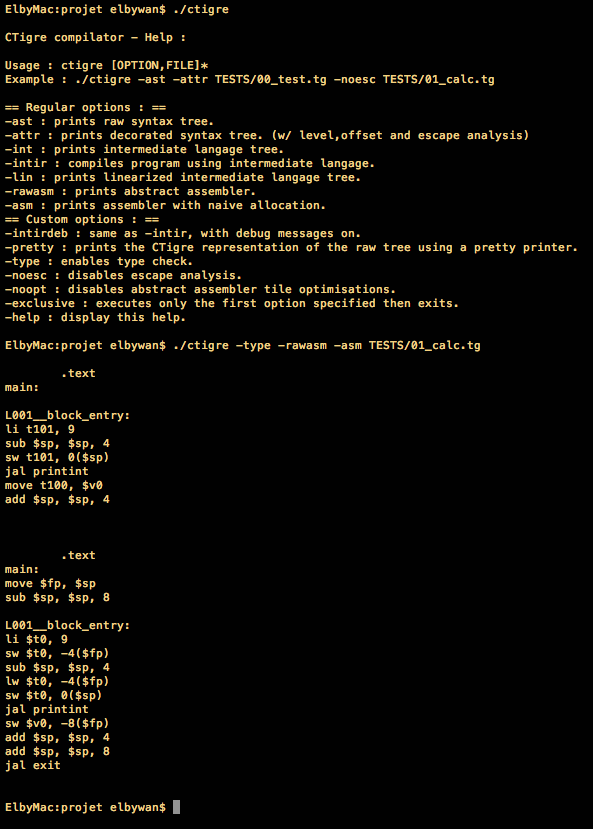 ElbyMac:projet elbywan$ ./ctigre
CTigre compilator – Help :
Usage : ctigre [OPTION,FILE]*
Example : ./ctigre –ast –attr TESTS/00_test.tg –noesc TESTS/01_calc.tg
== Regular options : ==
–ast : prints raw syntax tree.
–attr : prints decorated syntax tree. (w/ level,offset and escape analysis)
–int : prints intermediate langage tree.
–intir : compiles program using intermediate langage.
–lin : prints linearized intermediate langage tree.
–rawasm : prints abstract assembler.
–asm : prints assembler with naive allocation.
== Custom options : ==
–intirdeb : same as –intir, with debug messages on.
–pretty : prints the CTigre representation of the raw tree using a pretty printer.
–type : enables type check.
–noesc : disables escape analysis.
–noopt : disables abstract assembler tile optimisations.
–exclusive : executes only the first option specified then exits.
–help : display this help.
ElbyMac:projet elbywan$ ./ctigre –type –rawasm –asm TESTS/01_calc.tg
.text
main:
L001__block_entry:
li t101, 9
sub $sp, $sp, 4
sw t101, 0($sp)
jal printint
move t100, $v0
add $sp, $sp, 4
.text
main:
move $fp, $sp
sub $sp, $sp, 8
L001__block_entry:
li $t0, 9
sw $t0, –4($fp)
sub $sp, $sp, 4
lw $t0, –4($fp)
sw $t0, 0($sp)
jal printint
sw $v0, –8($fp)
add $sp, $sp, 4
add $sp, $sp, 8
jal exit
ElbyMac:projet elbywan$